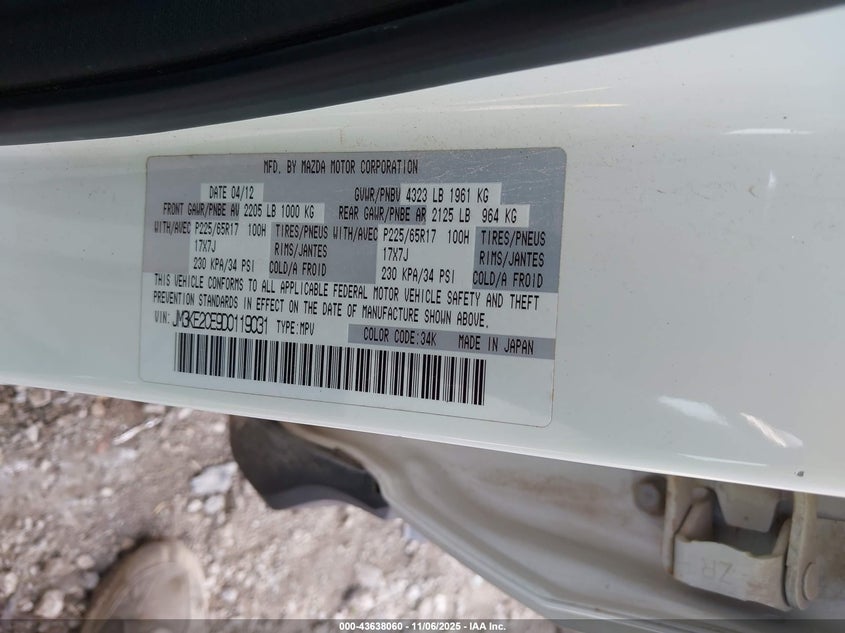 MFD. BY MAZDA MOTOR CORPORATION
DATE 04/12 GVWR/PNBV 4323 LB 1961 KG
FRONT GAWR/PNBE AV 2205 LB 1000 KG REAR GAWR/PNBE AR 2125 LB 964 KG
WITH/AVEC P225/65R17 100H TIRES/PNEUS WITH/AVEC P225/65R17 100H TIRES/PNEUS
17X7J RIMS/JANTES 17X7J RIMS/JANTES
230 KPA/34 PSI COLD/A FROID 230 KPA/34 PSI COLD/A FROID
THIS VEHICLE CONFORMS TO ALL APPLICABLE FEDERAL MOTOR VEHICLE SAFETY AND THEFT
PREVENTION STANDARDS IN EFFECT ON THE DATE OF MANUFACTURE SHOWN ABOVE.
VIN: JM3KE2CE9D0119031 TYPE:MPV COLOR CODE:34K MADE IN JAPAN
ZR
000-43638060 - 11/06/2025 - IAA Inc.